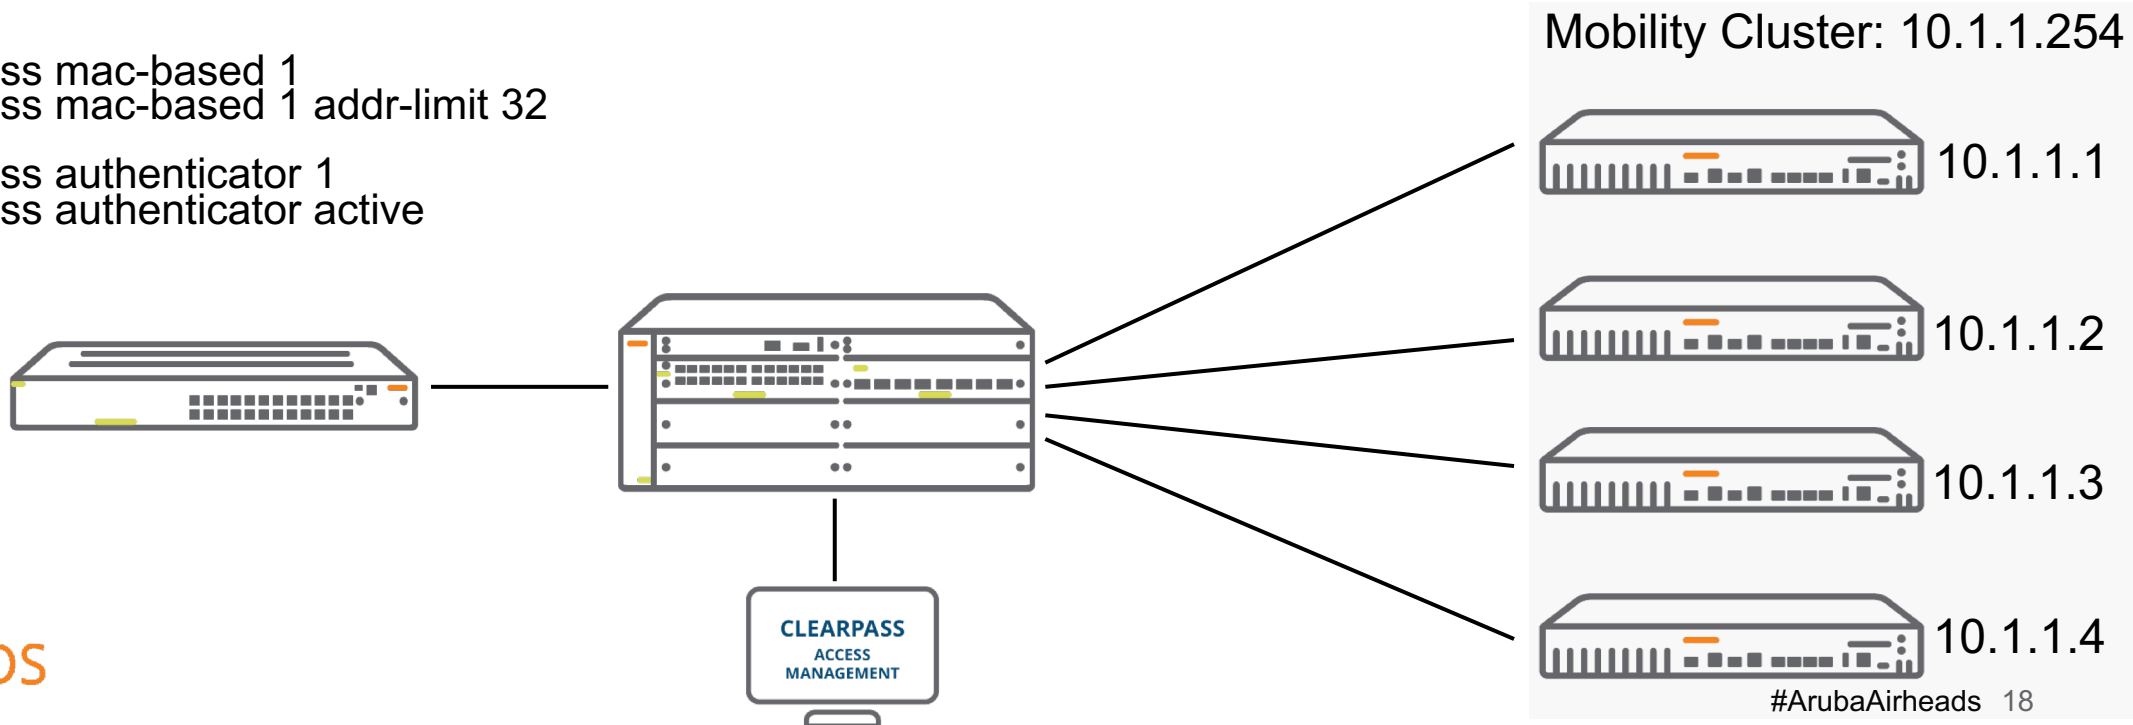 Mobility Cluster: 10.1.1.254
ss mac-based 1
ss mac-based 1 addr-limit 32
ss authenticator 1
ss authenticator active
10.1.1.1
10.1.1.2
10.1.1.3
10.1.1.4
CLEARPASS
ACCESS
MANAGEMENT
DS
#ArubaAirheads 18